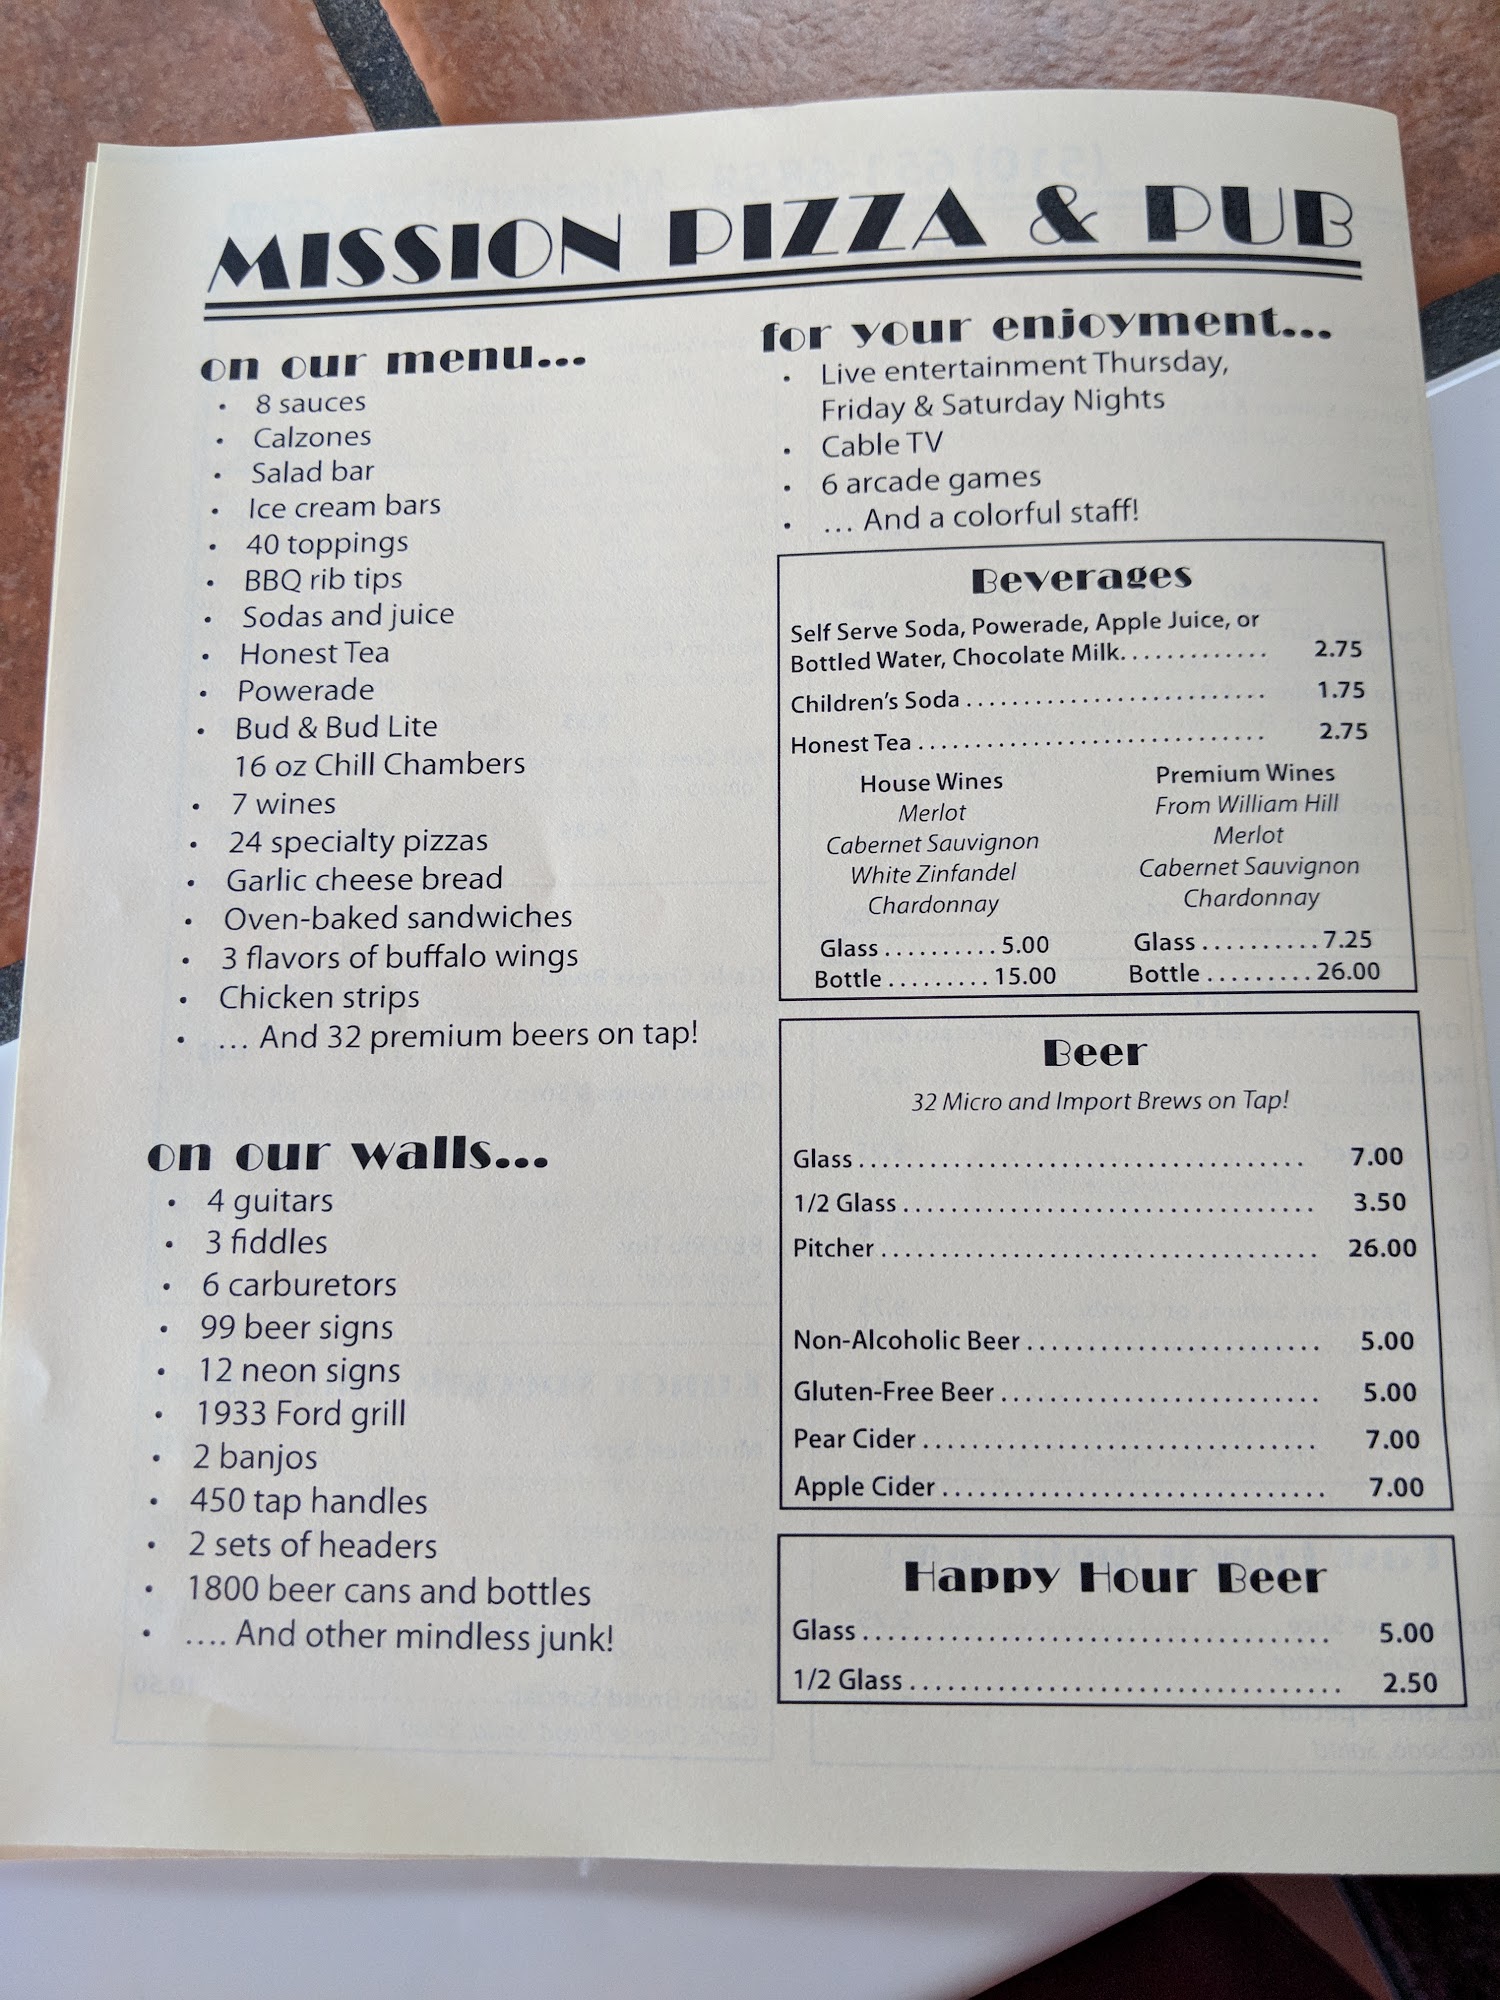 MISSION PIZZA & PUB
on our menu...
• 8 sauces
• Calzones
• Salad bar
• Ice cream bars
• 40 toppings
• BBQ rib tips
• Sodas and juice
• Honest Tea
• Powerade
• Bud & Bud Lite
16 oz Chill Chambers
• 7 wines
• 24 specialty pizzas
• Garlic cheese bread
• Oven-baked sandwiches
• 3 flavors of buffalo wings
• Chicken strips
• ... And 32 premium beers on tap!
on our walls...
• 4 guitars
• 3 fiddles
• 6 carburetors
• 99 beer signs
• 12 neon signs
• 1933 Ford grill
• 2 banjos
• 450 tap handles
• 2 sets of headers
• 1800 beer cans and bottles
• .... And other mindless junk!
for your enjoyment...
• Live entertainment Thursday,
Friday & Saturday Nights
• Cable TV
• 6 arcade games
• ... And a colorful staff!
Beverages
Self Serve Soda, Powerade, Apple Juice, or
Bottled Water, Chocolate Milk............. 2.75
Children's Soda ............................ 1.75
Honest Tea ................................ 2.75
House Wines
Merlot
Cabernet Sauvignon
White Zinfandel
Chardonnay
Glass .......... 5.00
Bottle ......... 15.00
Premium Wines
From William Hill
Merlot
Cabernet Sauvignon
Chardonnay
Glass .......... 7.25
Bottle ......... 26.00
Beer
32 Micro and Import Brews on Tap!
Glass ...................................... 7.00
1/2 Glass ................................... 3.50
Pitcher ..................................... 26.00
Non-Alcoholic Beer ........................ 5.00
Gluten-Free Beer .......................... 5.00
Pear Cider ................................. 7.00
Apple Cider ................................ 7.00
Happy Hour Beer
Glass ...................................... 5.00
1/2 Glass ................................... 2.50